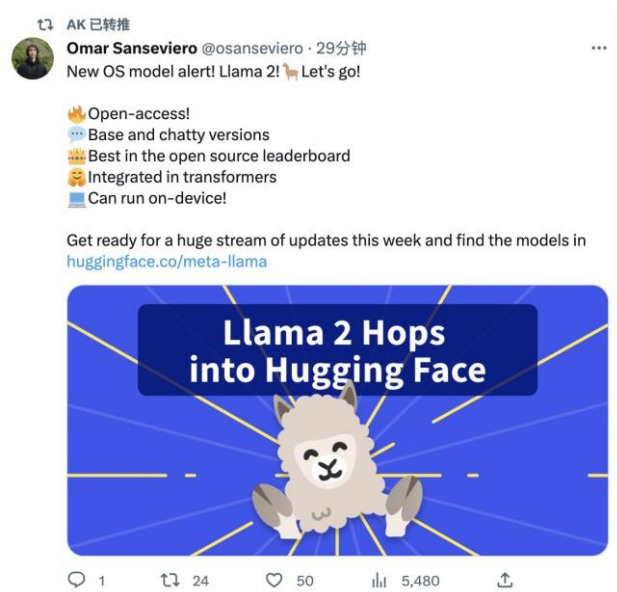 AK 已转推
Omar Sanseviero @osanseviero · 29分钟
New OS model alert! Llama 2!🦙Let's go!
🔥Open-access!
💬Base and chatty versions
👑Best in the open source leaderboard
🤗Integrated in transformers
💻Can run on-device!
Get ready for a huge stream of updates this week and find the models in
huggingface.co/meta-llama
Llama 2 Hops
into Hugging Face
1 24 50 5,480